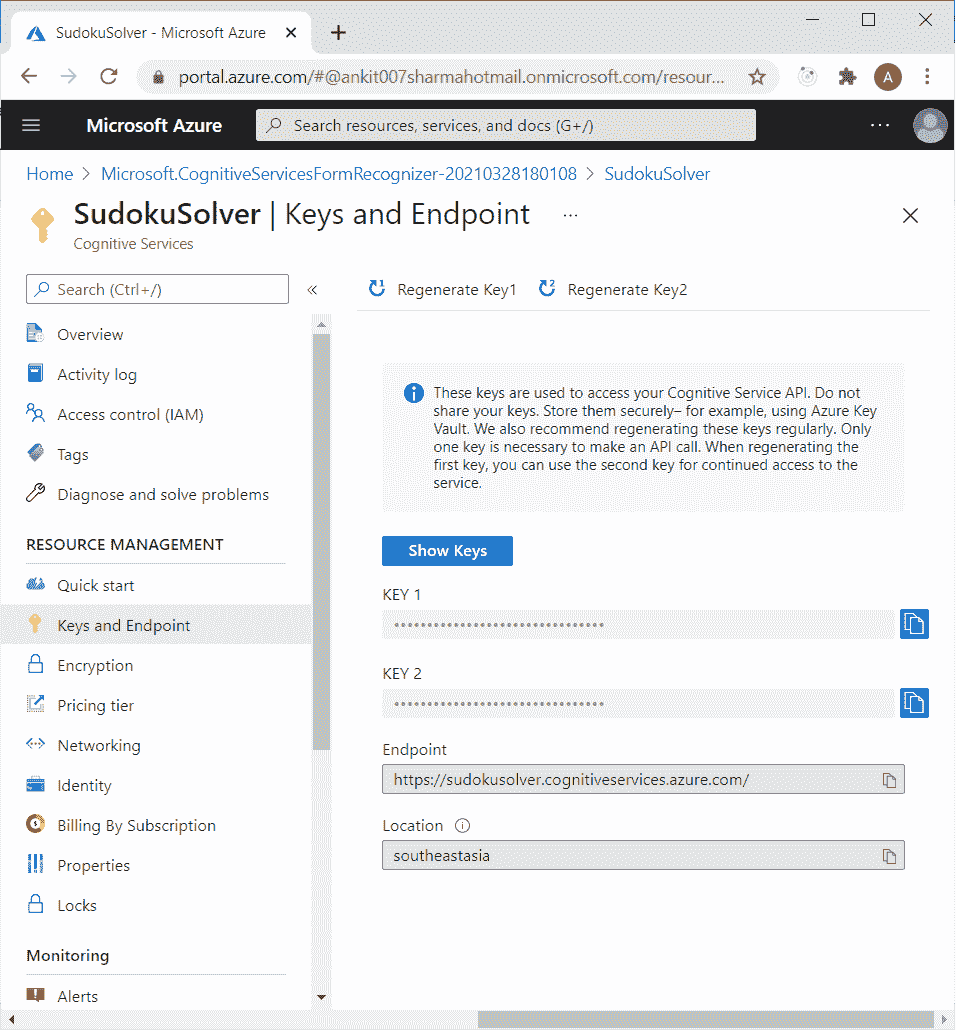 SudokuSolver - Microsoft Azure
portal.azure.com/#@ankit007sharmahotmail.onmicrosoft.com/resour...
A
Microsoft Azure
Search resources, services, and docs (G+/)
Home > Microsoft.CognitiveServicesFormRecognizer-20210328180108 > SudokuSolver
SudokuSolver | Keys and Endpoint ...
Cognitive Services
Search (Ctrl+/)
«
Regenerate Key1
Regenerate Key2
Overview
Activity log
Access control (IAM)
Tags
Diagnose and solve problems
RESOURCE MANAGEMENT
Quick start
Keys and Endpoint
Encryption
Pricing tier
Networking
Identity
Billing By Subscription
Properties
Locks
Monitoring
Alerts
These keys are used to access your Cognitive Service API. Do not
share your keys. Store them securely– for example, using Azure Key
Vault. We also recommend regenerating these keys regularly. Only
one key is necessary to make an API call. When regenerating the
first key, you can use the second key for continued access to the
service.
Show Keys
KEY 1
•••••••••••••••••••••••••••••••
KEY 2
•••••••••••••••••••••••••••••••
Endpoint
https://sudokusolver.cognitiveservices.azure.com/
Location
southeastasia